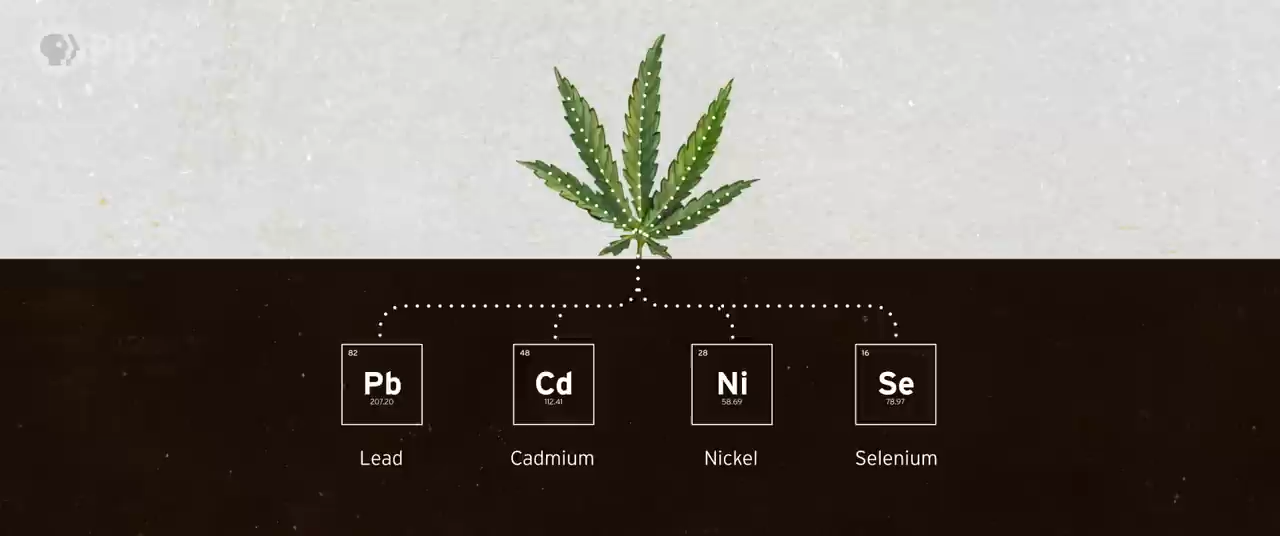 PBS
82
Pb
207.20
Lead
48
Cd
112.41
Cadmium
28
Ni
58.69
Nickel
16
Se
78.97
Selenium